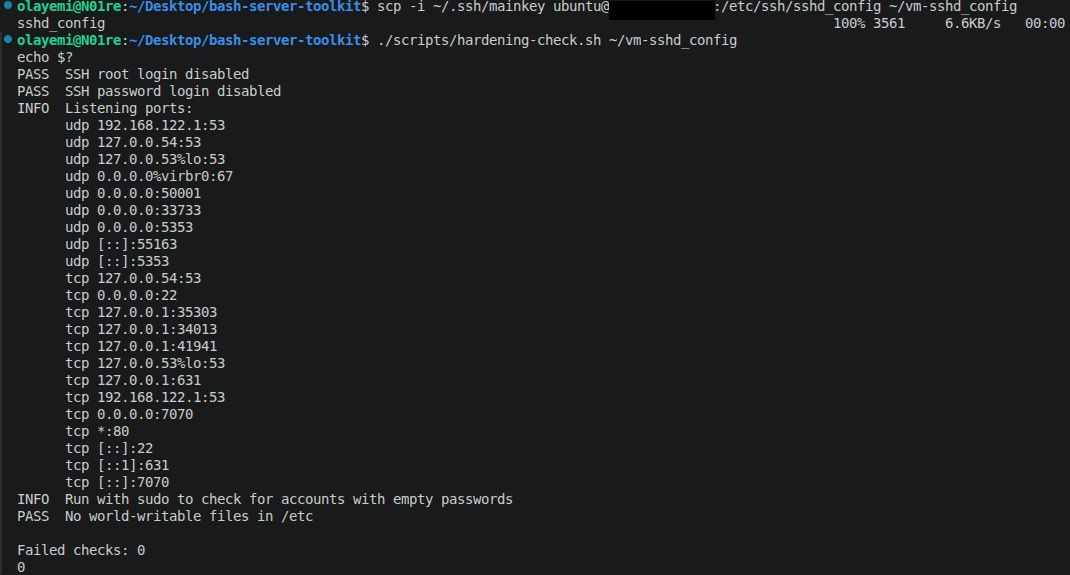 olayemi@N01re:~/Desktop/bash-server-toolkit$ scp -i ~/.ssh/mainkey ubuntu@ :/etc/ssh/sshd_config ~/vm-sshd_config
sshd_config 100% 3561 6.6KB/s 00:00
olayemi@N01re:~/Desktop/bash-server-toolkit$ ./scripts/hardening-check.sh ~/vm-sshd_config
echo $?
PASS SSH root login disabled
PASS SSH password login disabled
INFO Listening ports:
udp 192.168.122.1:53
udp 127.0.0.54:53
udp 127.0.0.53%lo:53
udp 0.0.0.0%virbr0:67
udp 0.0.0.0:50001
udp 0.0.0.0:33733
udp 0.0.0.0:5353
udp [::]:55163
udp [::]:5353
tcp 127.0.0.54:53
tcp 0.0.0.0:22
tcp 127.0.0.1:35303
tcp 127.0.0.1:34013
tcp 127.0.0.1:41941
tcp 127.0.0.53%lo:53
tcp 127.0.0.1:631
tcp 192.168.122.1:53
tcp 0.0.0.0:7070
tcp *:80
tcp [::]:22
tcp [::1]:631
tcp [::]:7070
INFO Run with sudo to check for accounts with empty passwords
PASS No world-writable files in /etc
Failed checks: 0
0